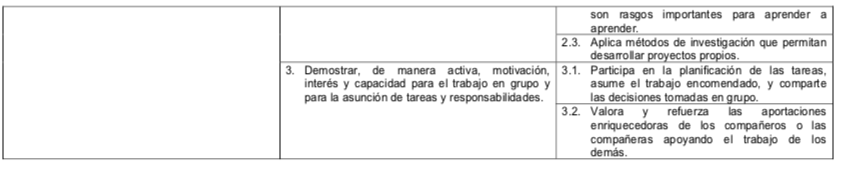 son rasgos importantes para aprender a
aprender.
2.3. Aplica métodos de investigación que permitan
desarrollar proyectos propios.
3. Demostrar, de manera activa, motivación,
interés y capacidad para el trabajo en grupo y
para la asunción de tareas y responsabilidades.
3.1. Participa en la planificación de las tareas,
asume el trabajo encomendado, y comparte
las decisiones tomadas en grupo.
3.2. Valora y refuerza las aportaciones
enriquecedoras de los compañeros o las
compañeras apoyando el trabajo de los
demás.